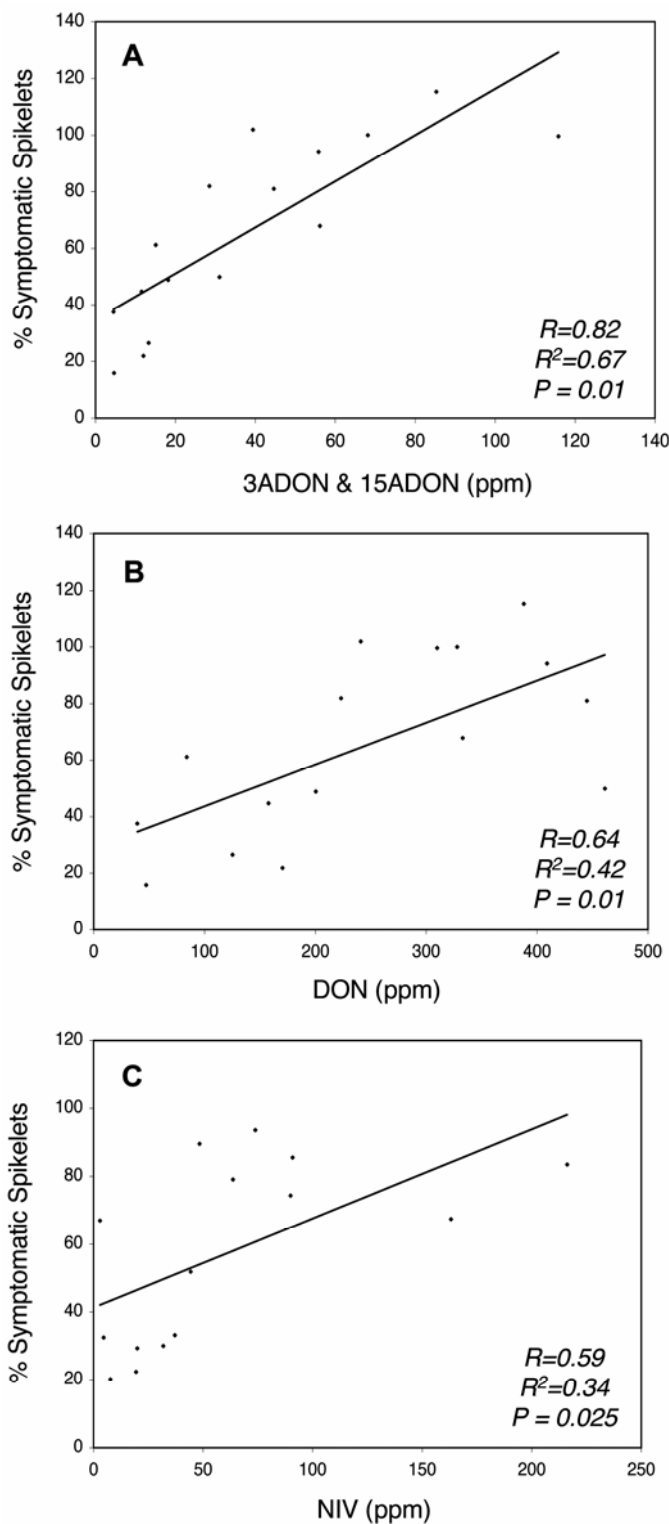 A
% Symptomatic Spikelets
140
120
100
80
60
40
20
0
R=0.82
R²=0.67
P = 0.01
0 20 40 60 80 100 120 140
3ADON & 15ADON (ppm)
B
% Symptomatic Spikelets
140
120
100
80
60
40
20
0
R=0.64
R²=0.42
P = 0.01
0 100 200 300 400 500
DON (ppm)
C
% Symptomatic Spikelets
120
100
80
60
40
20
0
R=0.59
R²=0.34
P = 0.025
0 50 100 150 200 250
NIV (ppm)